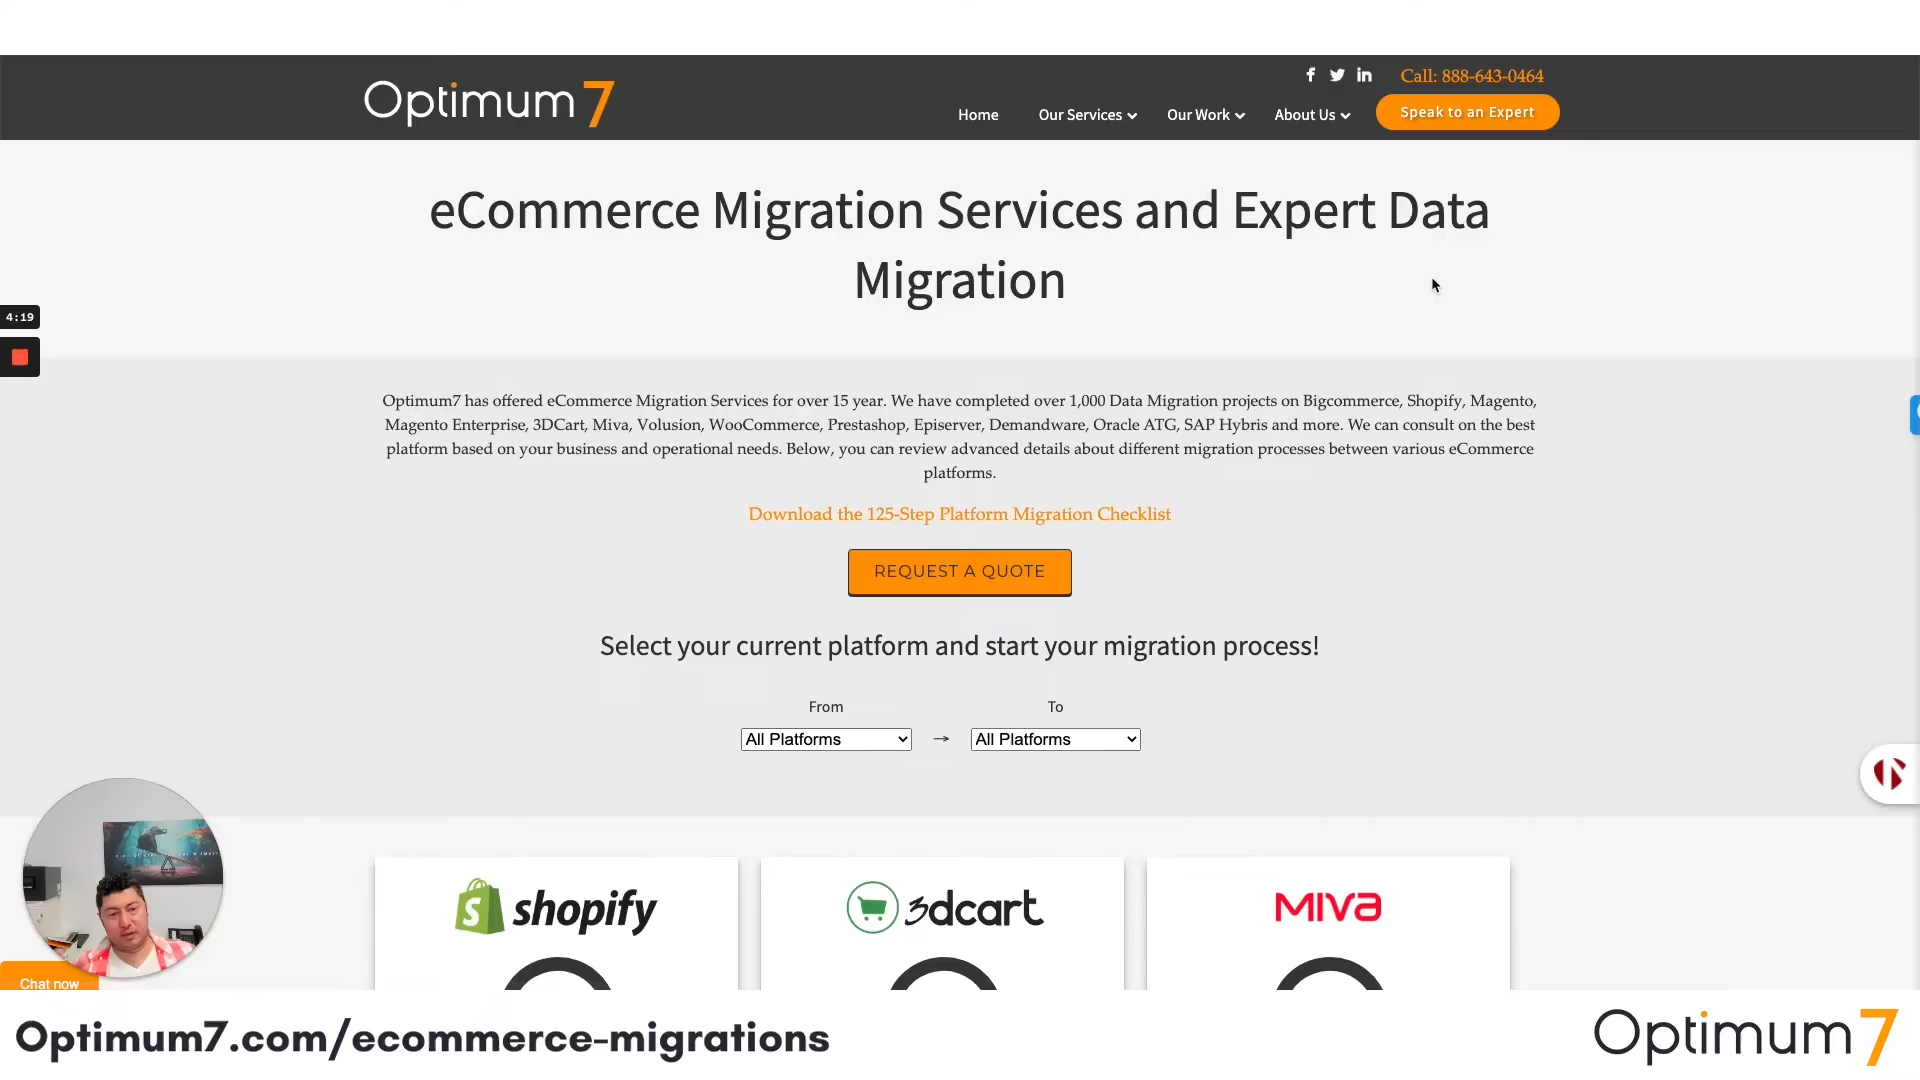 Optimum7
Call: 888-643-0464
Home
Our Services
Our Work
About Us
Speak to an Expert
eCommerce Migration Services and Expert Data
Migration
4:19
Optimum7 has offered eCommerce Migration Services for over 15 year. We have completed over 1,000 Data Migration projects on Bigcommerce, Shopify, Magento,
Magento Enterprise, 3DCart, Miva, Volusion, WooCommerce, Prestashop, Episerver, Demandware, Oracle ATG, SAP Hybris and more. We can consult on the best
platform based on your business and operational needs. Below, you can review advanced details about different migration processes between various eCommerce
platforms.
Download the 125-Step Platform Migration Checklist
REQUEST A QUOTE
Select your current platform and start your migration process!
From
To
All Platforms → All Platforms
shopify
3dcart
MIVA
Chat now
Optimum7.com/ecommerce-migrations
Optimum7